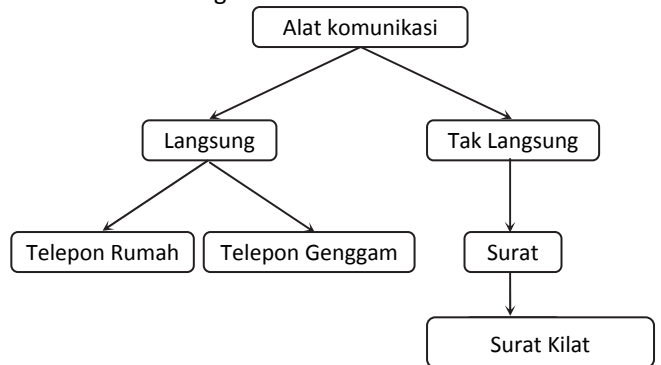 Alat komunikasi
Langsung
Tak Langsung
Telepon Rumah
Telepon Genggam
Surat
Surat Kilat